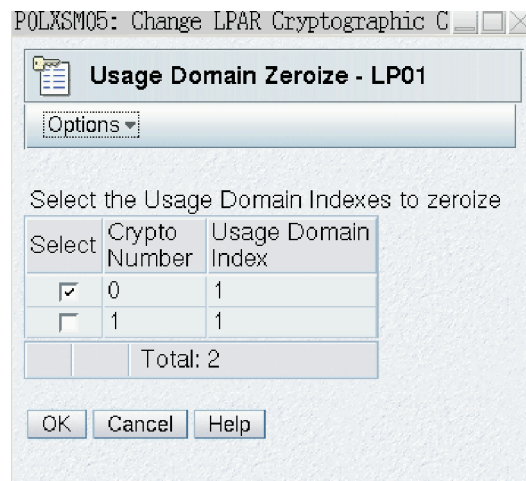 P0LXSM05: Change LPAR Cryptographic C
Usage Domain Zeroize - LP01
Options
Select the Usage Domain Indexes to zeroize
Select Crypto Number Usage Domain Index
0 1
1 1
Total: 2
OK Cancel Help